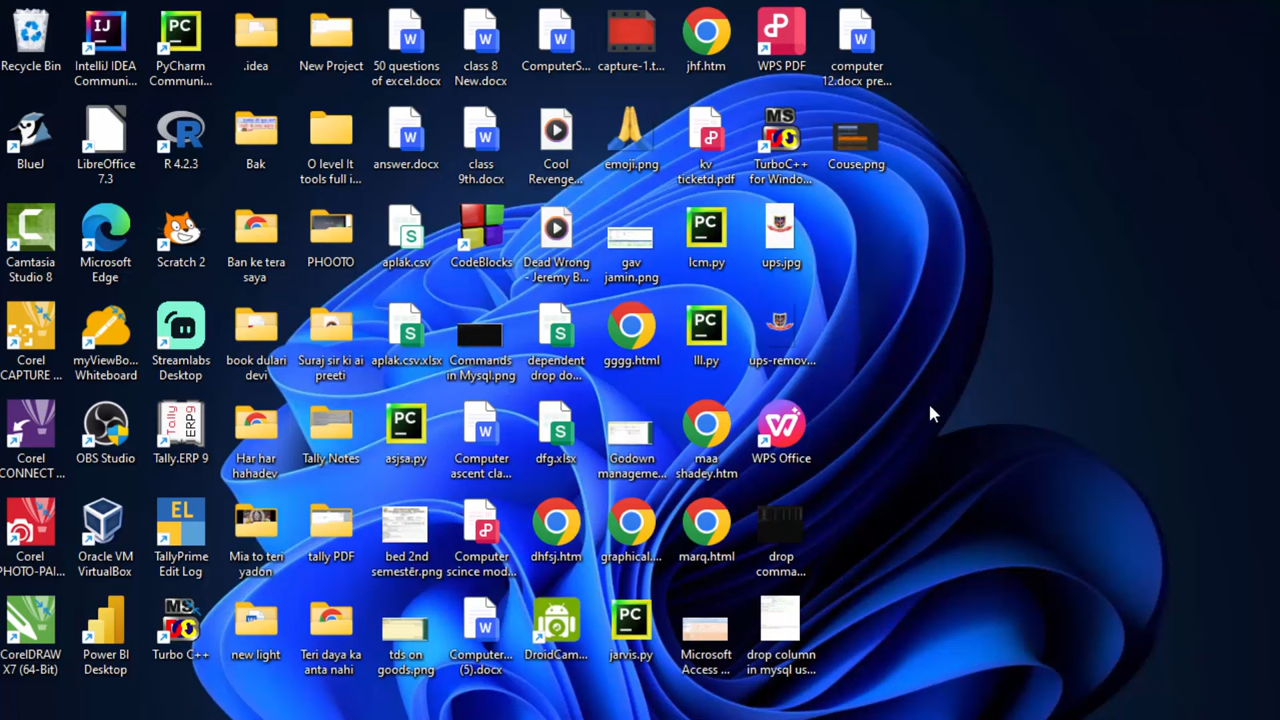 Recycle Bin
IntelliJ IDEA
Communi...
PyCharm
Communi...
.idea
New Project
50 questions
of excel.docx
class 8
New.docx
ComputerS...
capture-1.t...
jhf.htm
WPS PDF
computer
12.docx pre...
BlueJ
LibreOffice
7.3
R 4.2.3
Bak
O level It
tools full i...
answer.docx
class
9th.docx
Cool
Revenge...
emoji.png
kv
ticketd.pdf
TurboC++
for Windo...
Couse.png
Camtasia
Studio 8
Microsoft
Edge
Scratch 2
Ban ke tera
saya
PHOOTO
aplak.csv
CodeBlocks
Dead Wrong
- Jeremy B...
gav
jamin.png
lcm.py
ups.jpg
Corel
CAPTURE ...
myViewBo...
Whiteboard
Streamlabs
Desktop
book dulari
devi
Suraj sir ki ai
preeti
aplak.csv.xlsx
Commands
in Mysql.png
dependent
drop do...
gggg.html
lll.py
ups-remov...
Corel
CONNECT ...
OBS Studio
Tally.ERP 9
Har har
hahadev
Tally Notes
asjsa.py
Computer
ascent cla...
dfg.xlsx
Godown
manageme...
maa
shadey.htm
WPS Office
Corel
PHOTO-PAI...
Oracle VM
VirtualBox
TallyPrime
Edit Log
Mia to teri
yadon
tally PDF
bed 2nd
semestër.png
Computer
scince mod...
dhfsj.htm
graphical....
marq.html
drop
comma...
CorelDRAW
X7 (64-Bit)
Power BI
Desktop
Turbo C++
new light
Teri daya ka
anta nahi
tds on
goods.png
Computer...
(5).docx
DroidCam...
jarvis.py
Microsoft
Access ...
drop column
in mysql us...